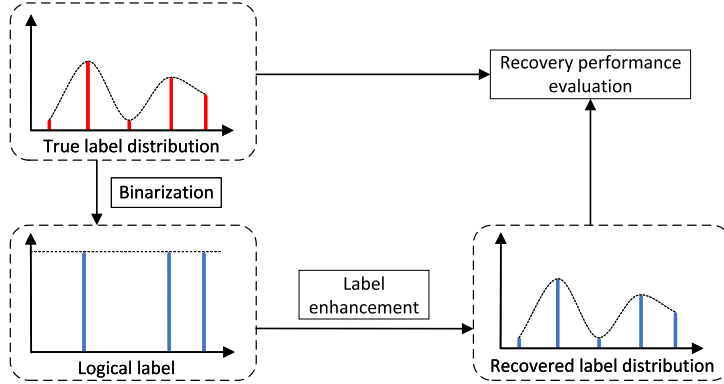 Recovery performance
evaluation
True label distribution
Binarization
Label
enhancement
Logical label
Recovered label distribution